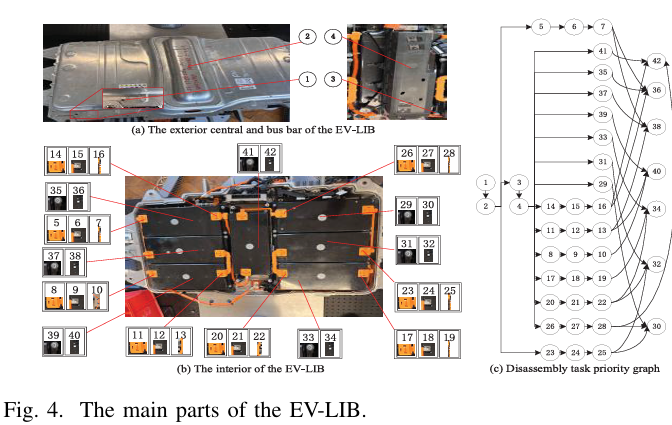 2 4
1 3
(a) The exterior central and bus bar of the EV-LIB
14 15 16
41 42
26 27 28
35 36
29 30
5 6 7
31 32
37 38
8 9 10
23 24 25
39 40
11 12 13
20 21 22
33 34
17 18 19
(b) The interior of the EV-LIB
5 6 7
41
42
35
36
37
39
38
33
31
40
1 3
29
2 4 14 15 16
34
11 12 13
8 9 10
32
17 18 19
20 21 22
26 27 28
30
23 24 25
(c) Disassembly task priority graph
Fig. 4. The main parts of the EV-LIB.